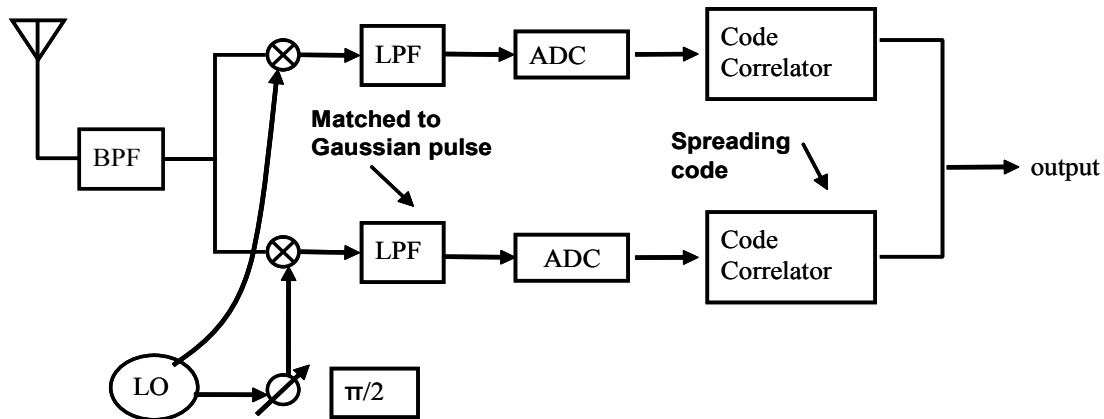 LPF
ADC
Code
Correlator
Matched to
Gaussian pulse
Spreading
code
BPF
output
LPF
ADC
Code
Correlator
LO
π/2